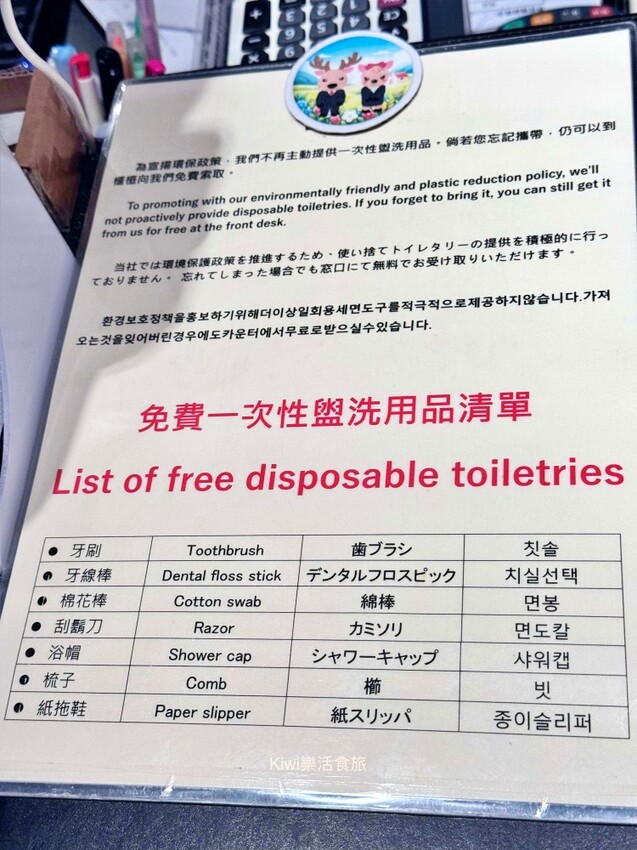 為宣揚環保政策，我們不再主動提供一次性盥洗用品。倘若您忘記攜帶，仍可以到
櫃檯向我們免費索取。
To promoting with our environmentally friendly and plastic reduction policy, we'll
not proactively provide disposable toiletries. If you forget to bring it, you can still get it
from us for free at the front desk.
当社では環境保護政策を推進するため、使い捨てトイレタリーの提供を積極的に行っ
ておりません。 忘れてしまった場合でも窓口にて無料でお受け取りいただけます。
환경보호정책을홍보하기위해더이상일회용세면도구를적극적으로제공하지않습니다.가져
오는것을잊어버린경우에도카운터에서무료로받으실수있습니다.
免費一次性盥洗用品清單
List of free disposable toiletries
● 牙刷 Toothbrush 歯ブラシ 칫솔
● 牙線棒 Dental floss stick デンタルフロスピック 치실선택
● 棉花棒 Cotton swab 綿棒 면봉
● 刮鬍刀 Razor カミソリ 면도칼
● 浴帽 Shower cap シャワーキャップ 샤워캡
● 梳子 Comb 櫛 빗
● 紙拖鞋 Paper slipper 紙スリッパ 종이슬리퍼
Kiwi樂活食旅